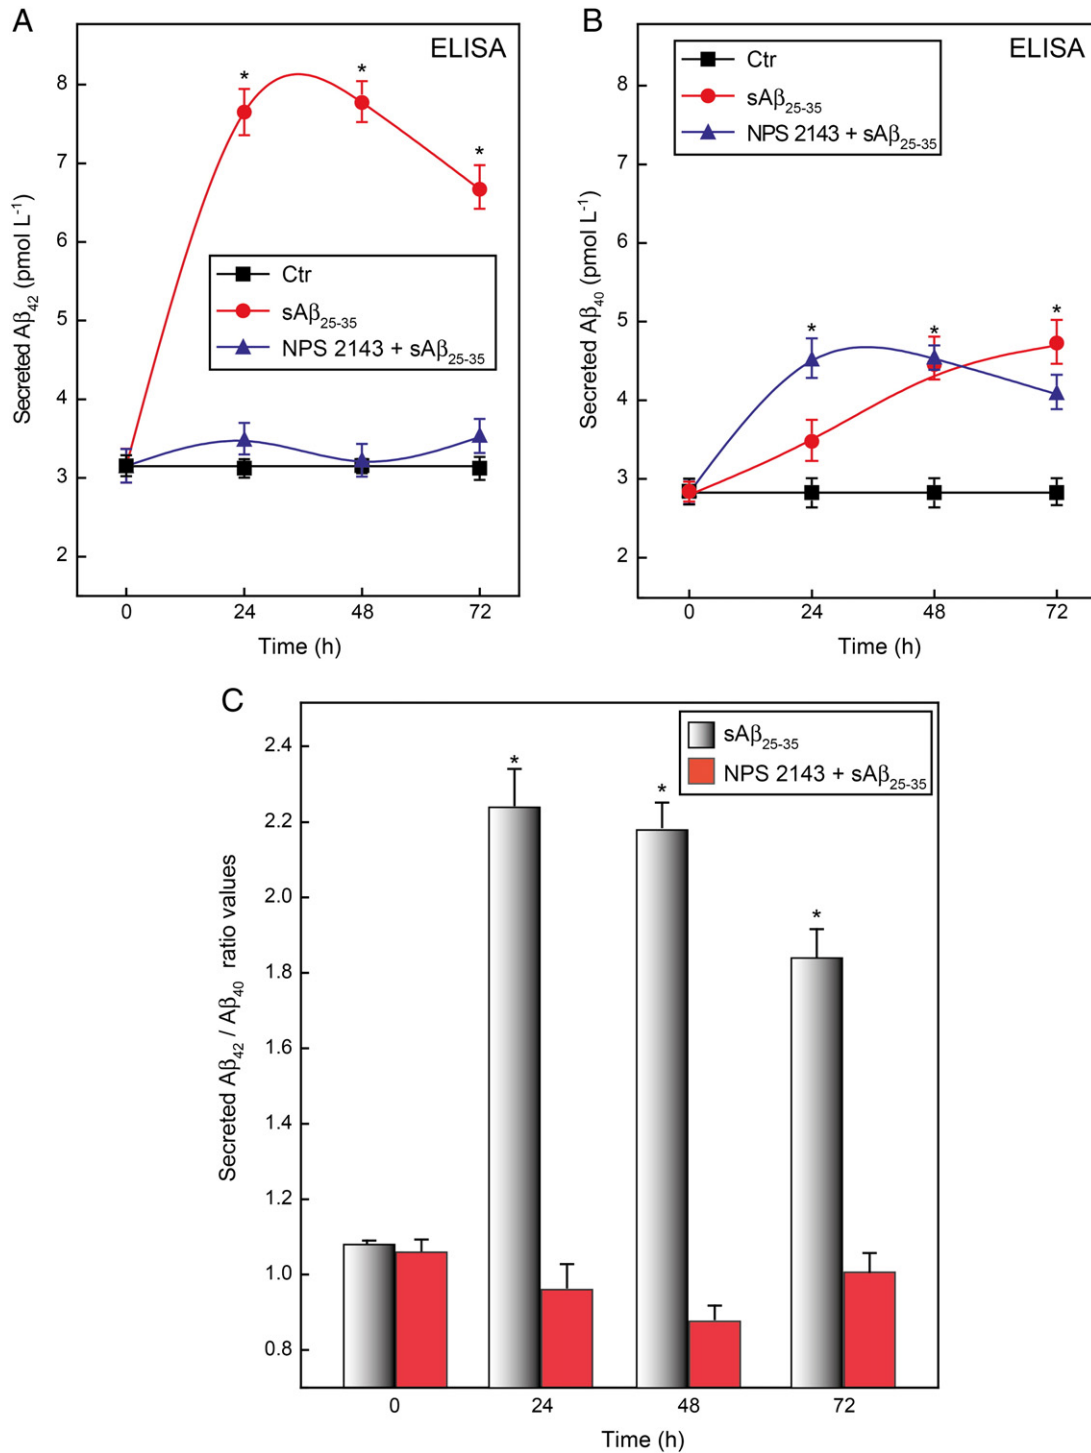 A
ELISA
8
7
6
5
4
3
2
Secreted Aβ42 (pmol L-1)
*
*
*
Ctr
sAβ25-35
NPS 2143 + sAβ25-35
0 24 48 72
Time (h)
B
ELISA
8
7
6
5
4
3
2
Secreted Aβ40 (pmol L-1)
Ctr
sAβ25-35
NPS 2143 + sAβ25-35
*
*
*
0 24 48 72
Time (h)
C
2.4
2.2
2.0
1.8
1.6
1.4
1.2
1.0
0.8
Secreted Aβ42 / Aβ40 ratio values
sAβ25-35
NPS 2143 + sAβ25-35
*
*
*
0 24 48 72
Time (h)